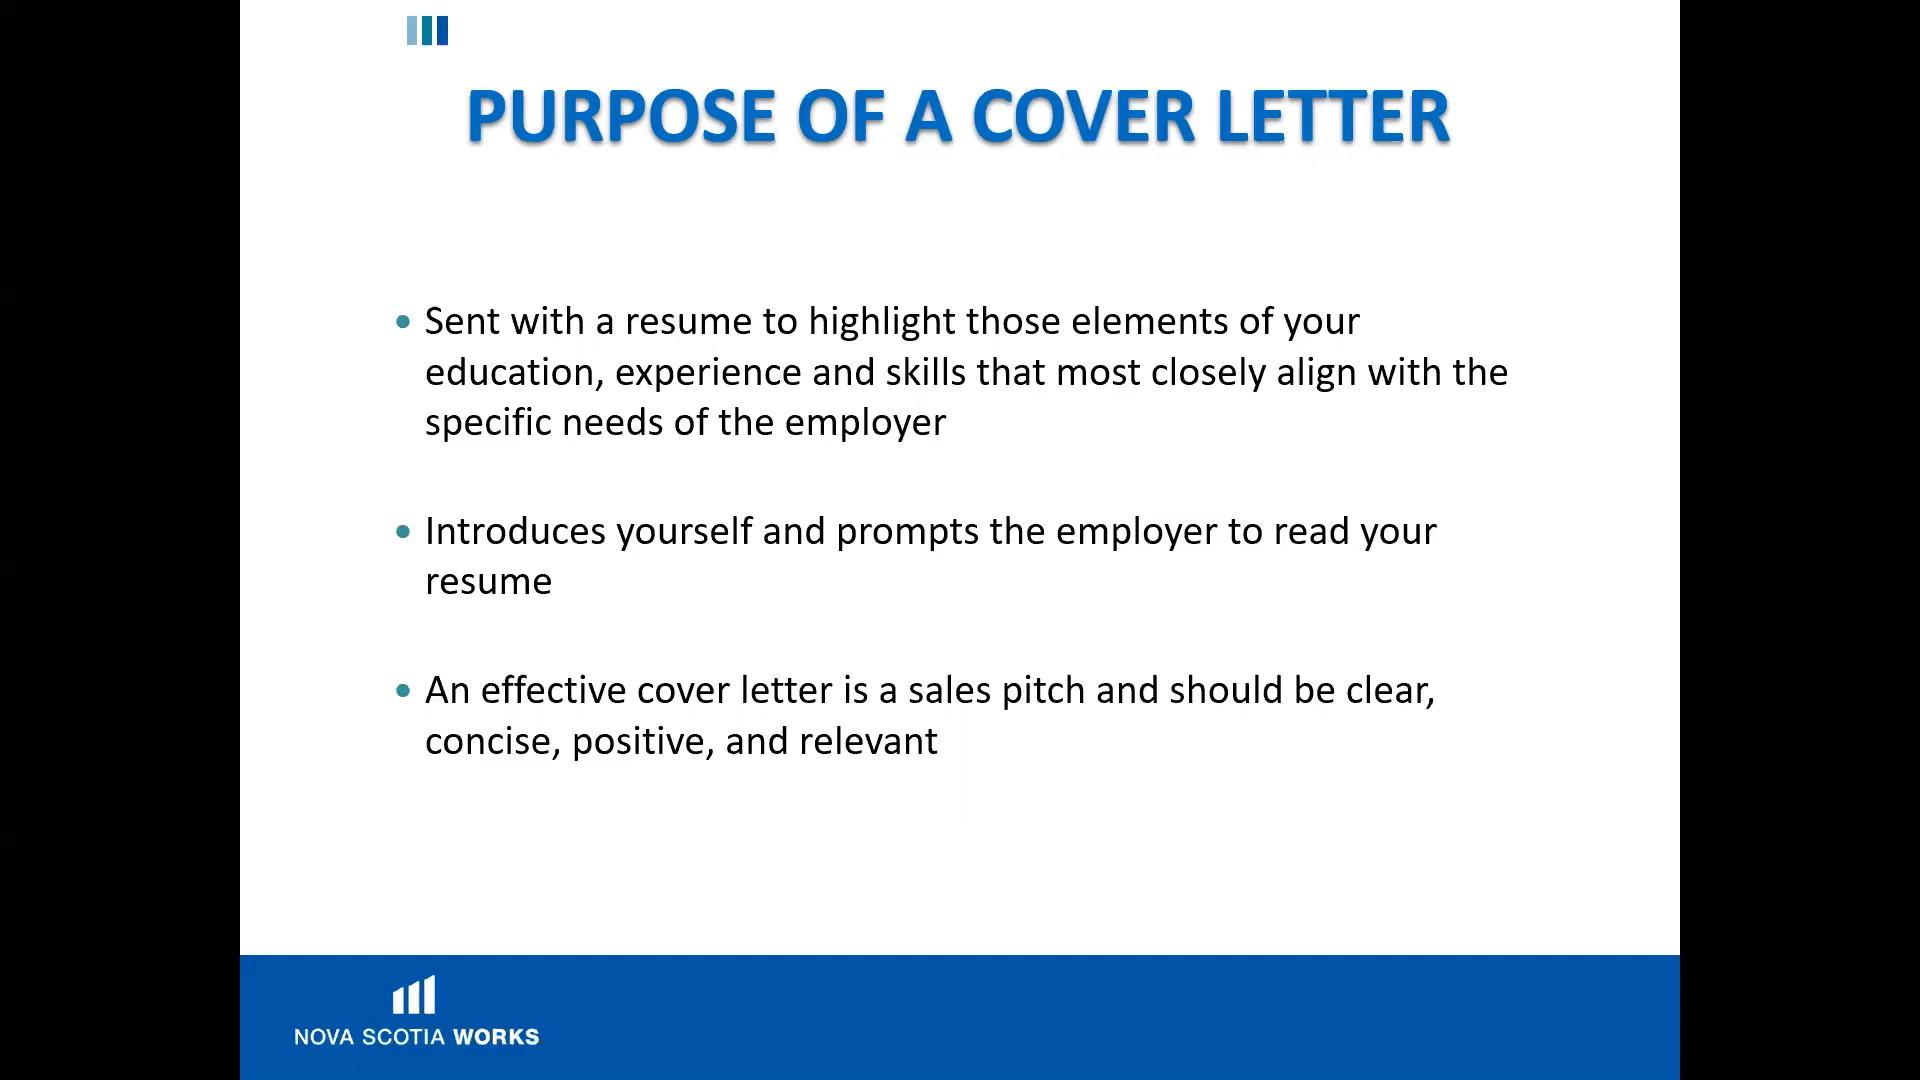 PURPOSE OF A COVER LETTER
• Sent with a resume to highlight those elements of your
education, experience and skills that most closely align with the
specific needs of the employer
• Introduces yourself and prompts the employer to read your
resume
• An effective cover letter is a sales pitch and should be clear,
concise, positive, and relevant
NOVA SCOTIA WORKS